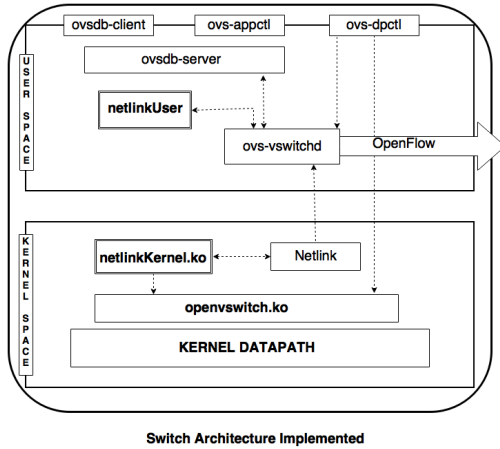 ovsdb-client
ovs-appctl
ovs-dpctl
USER SPACE
ovsdb-server
netlinkUser
ovs-vswitchd
OpenFlow
KERNEL SPACE
netlinkKernel.ko
Netlink
openvswitch.ko
KERNEL DATAPATH
Switch Architecture Implemented